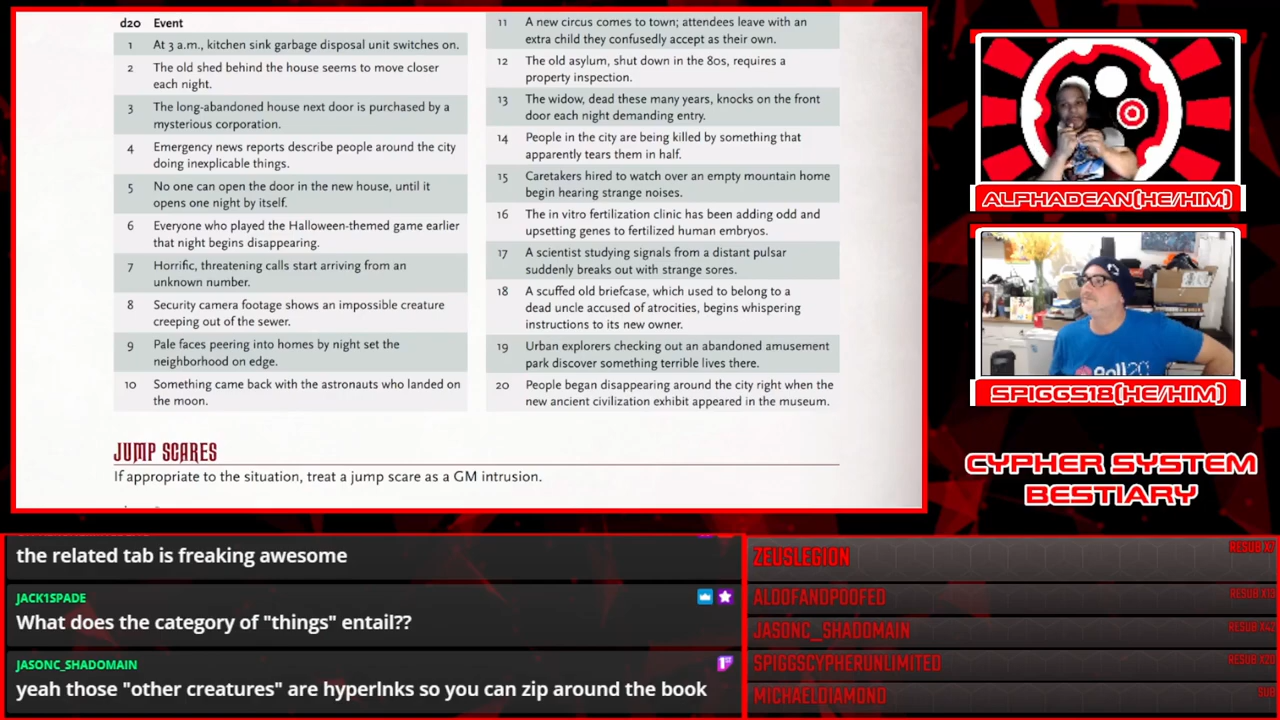 d20 Event
1 At 3 a.m., kitchen sink garbage disposal unit switches on.
2 The old shed behind the house seems to move closer
each night.
3 The long-abandoned house next door is purchased by a
mysterious corporation.
4 Emergency news reports describe people around the city
doing inexplicable things.
5 No one can open the door in the new house, until it
opens one night by itself.
6 Everyone who played the Halloween-themed game earlier
that night begins disappearing.
7 Horrific, threatening calls start arriving from an
unknown number.
8 Security camera footage shows an impossible creature
creeping out of the sewer.
9 Pale faces peering into homes by night set the
neighborhood on edge.
10 Something came back with the astronauts who landed on
the moon.
11 A new circus comes to town; attendees leave with an
extra child they confusedly accept as their own.
12 The old asylum, shut down in the 80s, requires a
property inspection.
13 The widow, dead these many years, knocks on the front
door each night demanding entry.
14 People in the city are being killed by something that
apparently tears them in half.
15 Caretakers hired to watch over an empty mountain home
begin hearing strange noises.
16 The in vitro fertilization clinic has been adding odd and
upsetting genes to fertilized human embryos.
17 A scientist studying signals from a distant pulsar
suddenly breaks out with strange sores.
18 A scuffed old briefcase, which used to belong to a
dead uncle accused of atrocities, begins whispering
instructions to its new owner.
19 Urban explorers checking out an abandoned amusement
park discover something terrible lives there.
20 People began disappearing around the city right when the
new ancient civilization exhibit appeared in the museum.
JUMP SCARES
If appropriate to the situation, treat a jump scare as a GM intrusion.
ALPHADEAN(HE/HIM)
SPIGGS18(HE/HIM)
CYPHER SYSTEM
BESTIARY
the related tab is freaking awesome
JACK1SPADE
What does the category of "things" entail??
JASONC_SHADOMAIN
yeah those "other creatures" are hyperlnks so you can zip around the book
ZEUSLEGION RESUB X7
ALOOFANDPOOFED RESUB X18
JASONC_SHADOMAIN RESUB X42
SPIGGSCYPHERUNLIMITED RESUB X20
MICHAELDIAMOND SUB